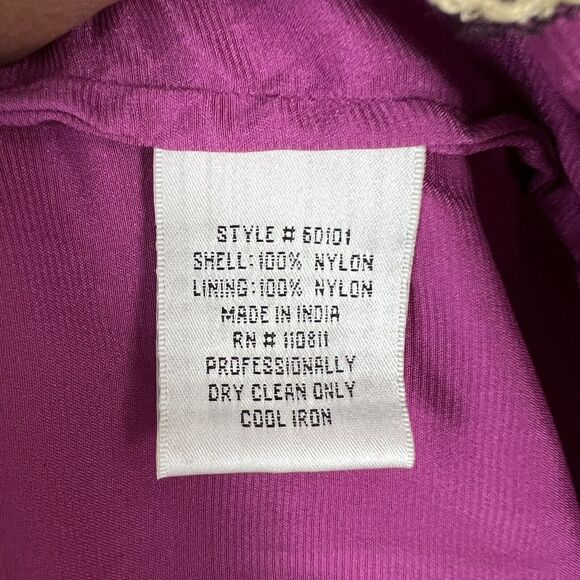 STYLE # 60101
SHELL: 100% NYLON
LINING: 100% NYLON
MADE IN INDIA
RN # 110811
PROFESSIONALLY
DRY CLEAN ONLY
COOL IRON